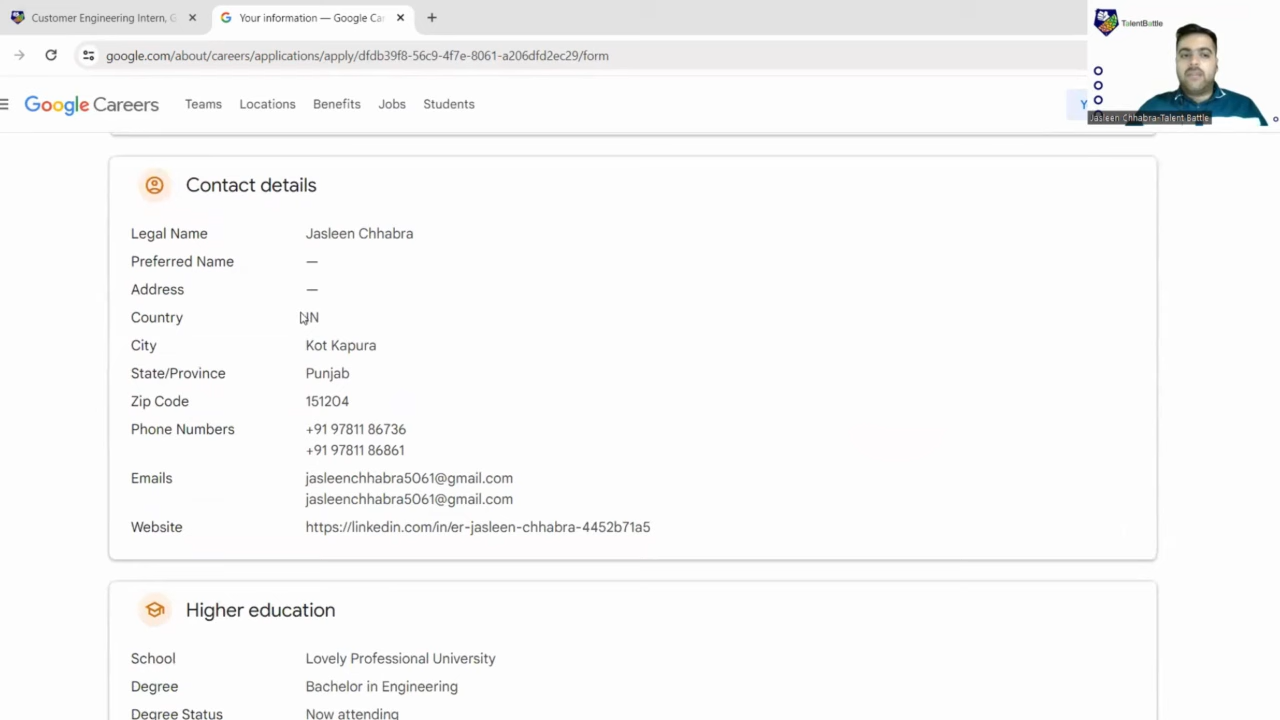 Customer Engineering Intern, G
Your information — Google Car
TalentBattle
google.com/about/careers/applications/apply/dfdb39f8-56c9-4f7e-8061-a206dfd2ec29/form
Google Careers Teams Locations Benefits Jobs Students Y
Jasleen Chhabra-Talent Battle
Contact details
Legal Name Jasleen Chhabra
Preferred Name —
Address —
Country IN
City Kot Kapura
State/Province Punjab
Zip Code 151204
Phone Numbers +91 97811 86736
+91 97811 86861
Emails jasleenchhabra5061@gmail.com
jasleenchhabra5061@gmail.com
Website https://linkedin.com/in/er-jasleen-chhabra-4452b71a5
Higher education
School Lovely Professional University
Degree Bachelor in Engineering
Degree Status Now attending